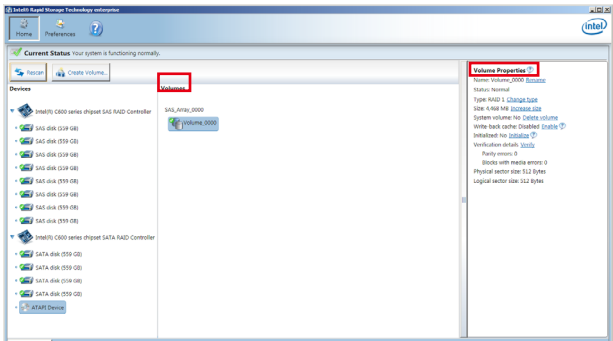 Intel® Rapid Storage Technology enterprise
Home
Preferences
?
intel
Current Status Your system is functioning normally.
Rescan
Create Volume...
Devices
Intel(R) C600 series chipset SAS RAID Controller
SAS disk (559 GB)
SAS disk (559 GB)
SAS disk (559 GB)
SAS disk (559 GB)
SAS disk (559 GB)
SAS disk (559 GB)
SAS disk (559 GB)
SAS disk (559 GB)
Intel(R) C600 series chipset SATA RAID Controller
SATA disk (559 GB)
SATA disk (559 GB)
SATA disk (559 GB)
SATA disk (559 GB)
ATAPI Device
Volumes
SAS_Array_0000
Volume_0000
Volume Properties ?
Name: Volume_0000 Rename
Status: Normal
Type: RAID 1 Change type
Size: 4,468 MB Increase size
System volume: No Delete volume
Write-back cache: Disabled Enable ?
Initialized: No Initialize ?
Verification details Verify
Parity errors: 0
Blocks with media errors: 0
Physical sector size: 512 Bytes
Logical sector size: 512 Bytes